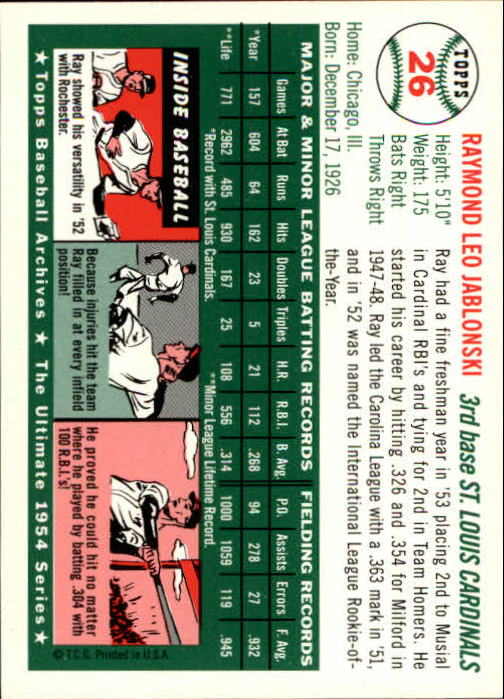 TOPPS
26
RAYMOND LEO JABLONSKI
3rd base ST. LOUIS CARDINALS
Height: 5'10"
Weight: 175
Bats Right
Throws Right
Home: Chicago, Ill.
Born: December 17, 1926
Ray had a fine freshman year in '53 placing 2nd to Musial
in Cardinal RBI's and tying for 2nd in Team Homers. He
started his career by hitting .326 and .354 for Milford in
1947-48. Ray led the Carolina League with a .363 mark in '51,
and in '52 was named the International League Rookie-of-
the-Year.
MAJOR & MINOR LEAGUE BATTING RECORDS FIELDING RECORDS
Games At Bat Runs Hits Doubles Triples H.R. R.B.I. B. Avg. P.O. Assists Errors F. Avg.
*Year 157 604 64 162 23 5 21 112 .268 94 278 27 .932
**Life 771 2962 485 930 167 25 108 556 .314 1000 1059 119 .945
*Record with St. Louis Cardinals. **Minor League Lifetime Record.
INSIDE BASEBALL
Ray showed his versatility in '52
with Rochester.
Because injuries hit the team
Ray filled in at every infield
position!
He proved he could hit no matter
where he played by batting .304 with
100 R.B.I.'s!
★ Topps Baseball Archives ★ The Ultimate 1954 Series ★
© T.C.G. Printed in U.S.A.